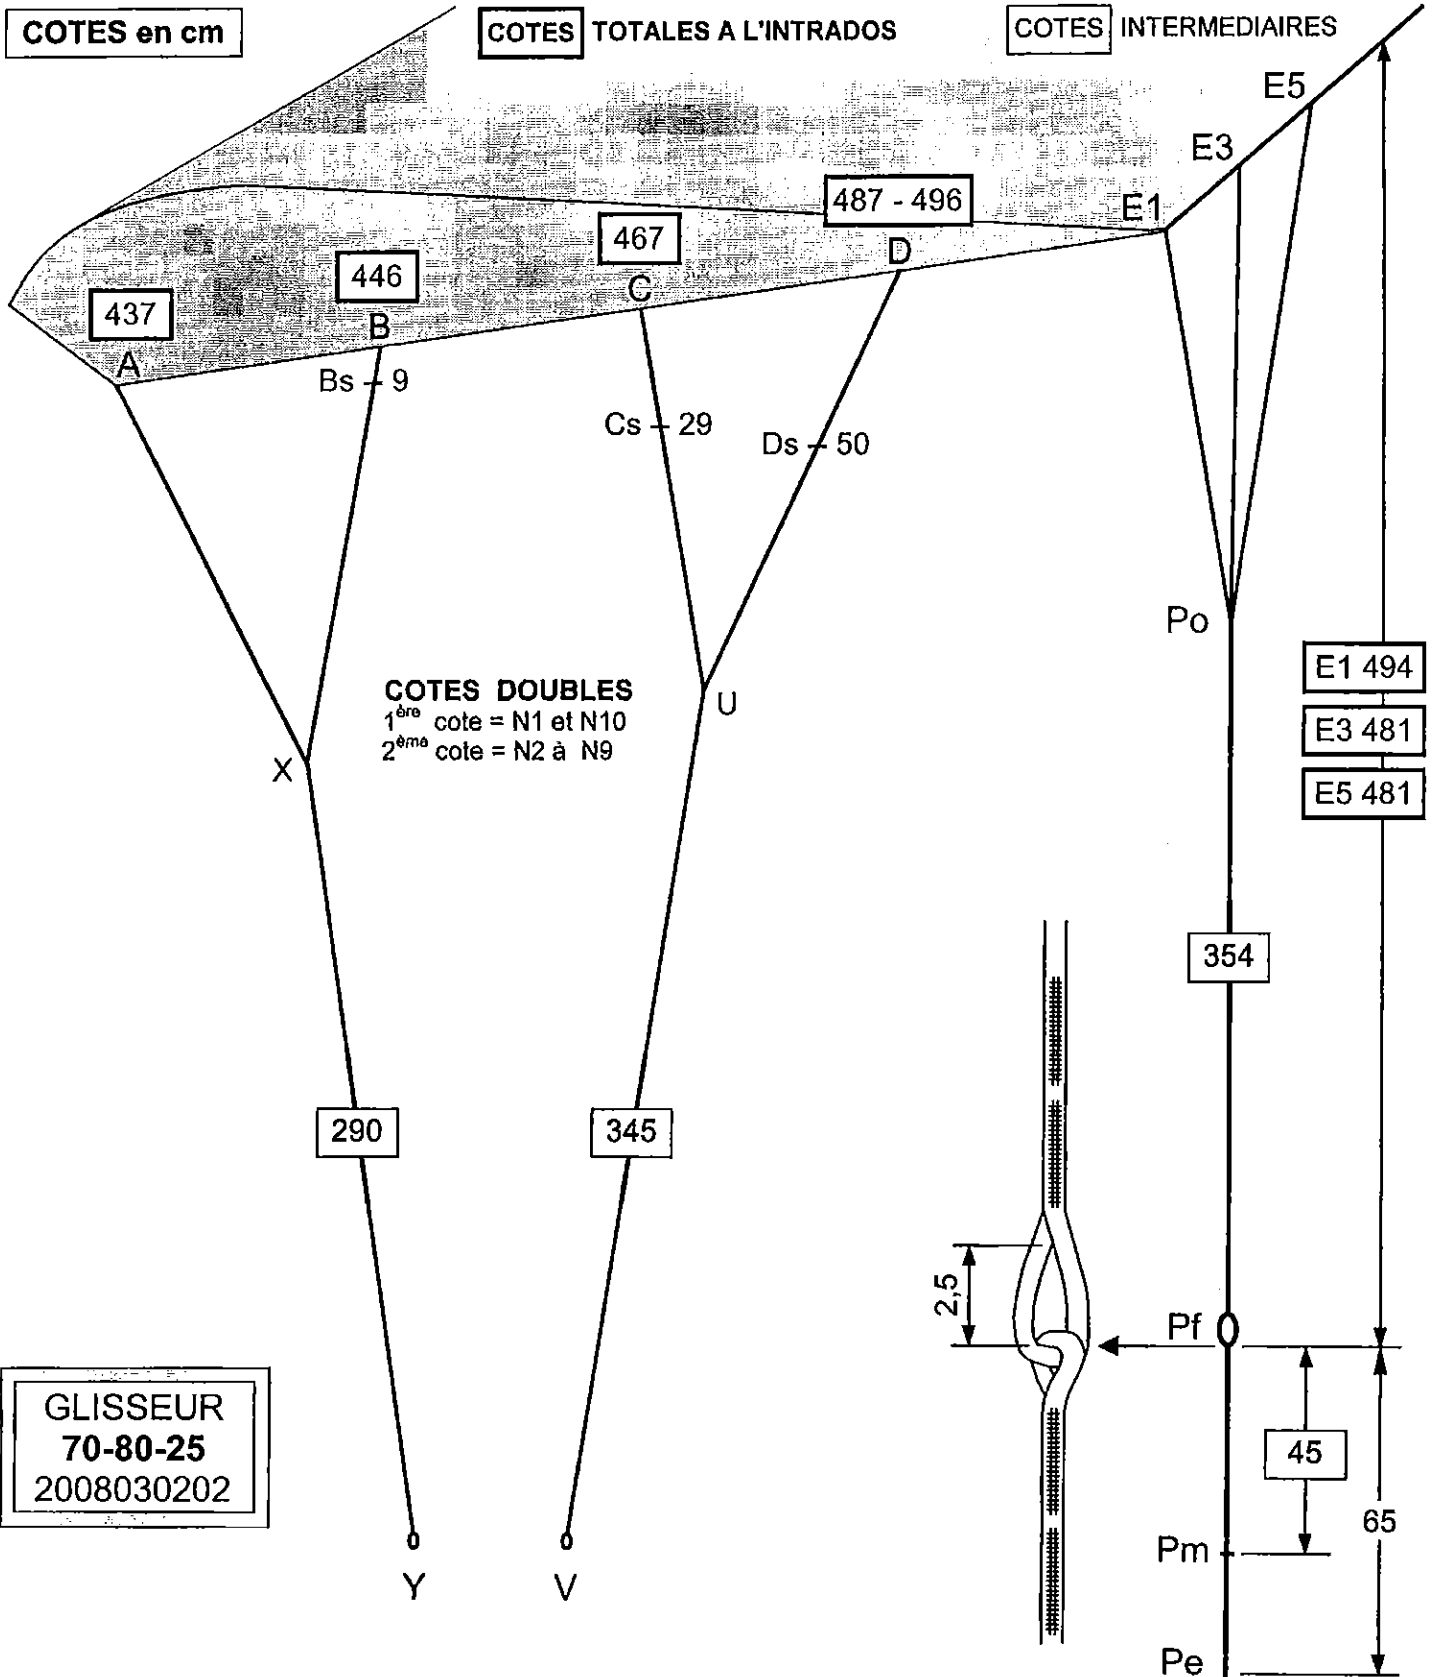 COTES en cm
COTES TOTALES A L'INTRADOS
COTES INTERMEDIAIRES
E5
E3
E1
487 - 496
467
446
437
D
C
B
A
Bs 9
Cs 29
Ds 50
Po
E1 494
E3 481
E5 481
COTES DOUBLES
1ère cote = N1 et N10
2ème cote = N2 à N9
U
X
354
290
345
2,5
Pf
GLISSEUR
70-80-25
2008030202
45
65
Pm
Y
V
Pe